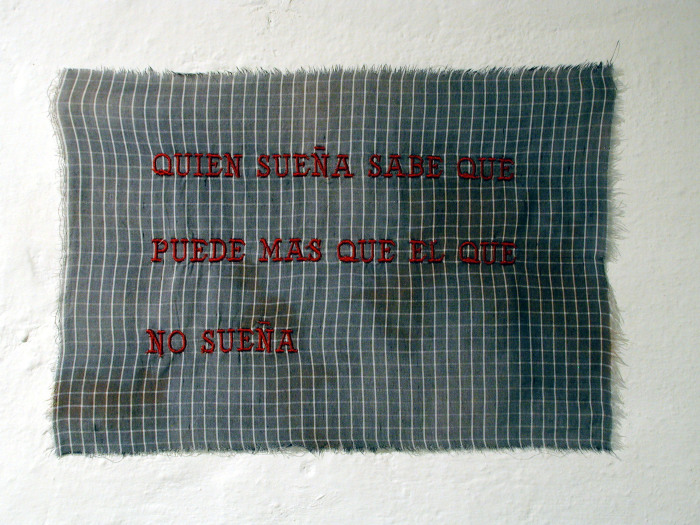 QUIEN SUEÑA SABE QUE
PUEDE MAS QUE EL QUE
NO SUEÑA